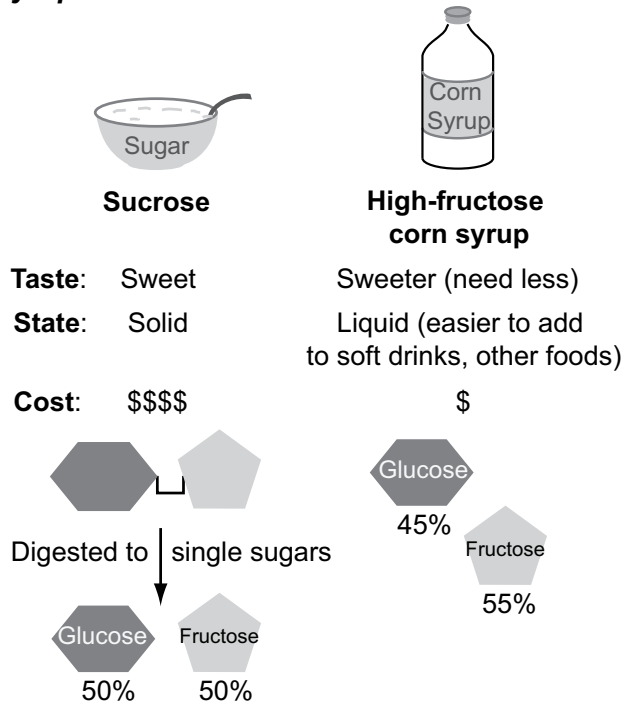 Sugar
Corn
Syrup
Sucrose
High-fructose
corn syrup
Taste: Sweet Sweeter (need less)
State: Solid Liquid (easier to add
to soft drinks, other foods)
Cost: $$$$ $
Glucose
45%
Fructose
55%
Digested to single sugars
Glucose Fructose
50% 50%